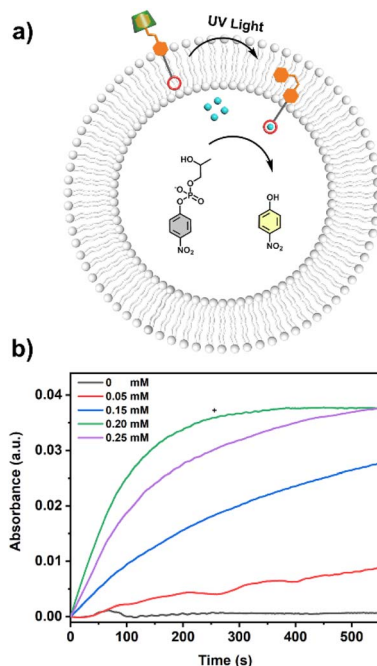 a)
UV Light
HO
O
O
P
O
O
NO2
OH
NO2
b)
Absorbance (a.u.)
0.04
0.03
0.02
0.01
0.00
0 mM
0.05 mM
0.15 mM
0.20 mM
0.25 mM
0 100 200 300 400 500
Time (s)